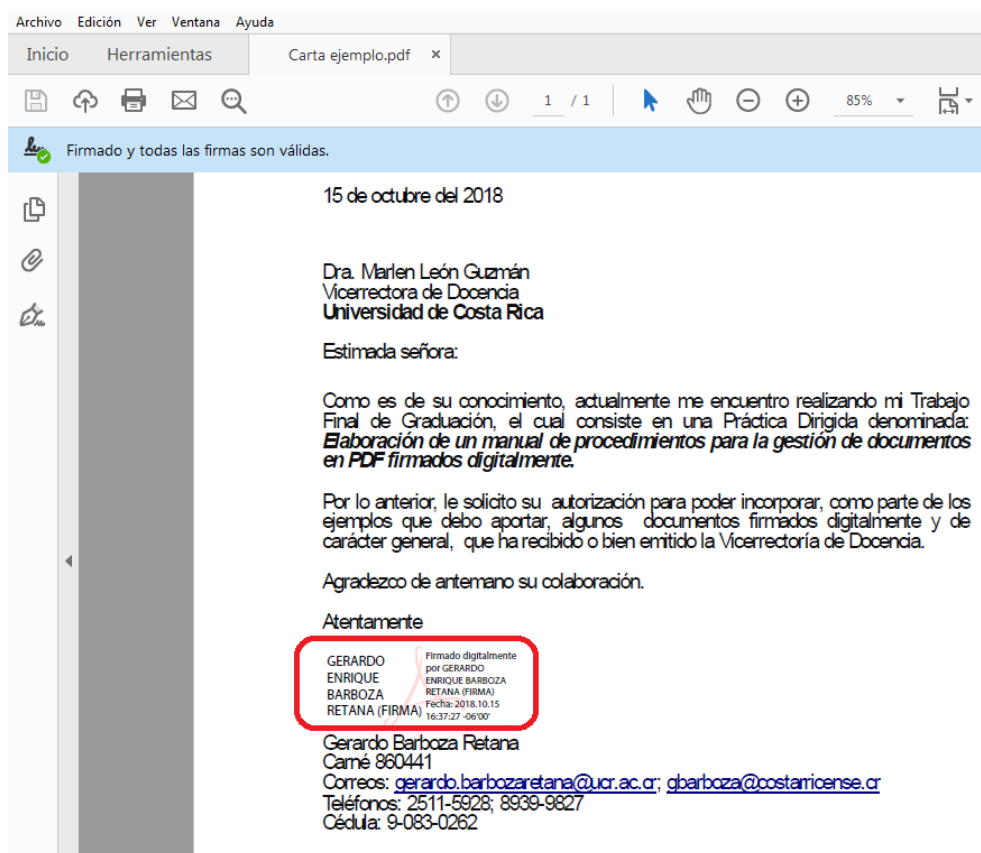 Archivo Edición Ver Ventana Ayuda
Inicio Herramientas Carta ejemplo.pdf ×
1 / 1 85%
Firmado y todas las firmas son válidas.
15 de octubre del 2018
Dra. Marlen León Guzmán
Vicerrectora de Docencia
Universidad de Costa Rica
Estimada señora:
Como es de su conocimiento, actualmente me encuentro realizando mi Trabajo
Final de Graduación, el cual consiste en una Práctica Dirigida denominada:
Elaboración de un manual de procedimientos para la gestión de documentos
en PDF firmados digitalmente.
Por lo anterior, le solicito su autorización para poder incorporar, como parte de los
ejemplos que debo aportar, algunos documentos firmados digitalmente y de
carácter general, que ha recibido o bien emitido la Vicerrectoría de Docencia.
Agradezco de antemano su colaboración.
Atentamente
GERARDO
ENRIQUE
BARBOZA
RETANA (FIRMA)
Firmado digitalmente
por GERARDO
ENRIQUE BARBOZA
RETANA (FIRMA)
Fecha: 2018.10.15
16:37:27 -06'00'
Gerardo Barboza Retana
Carné 860441
Correos: gerardo.barbozaretana@ucr.ac.cr; gbarboza@costarricense.cr
Teléfonos: 2511-5928; 8939-9827
Cédula: 9-083-0262